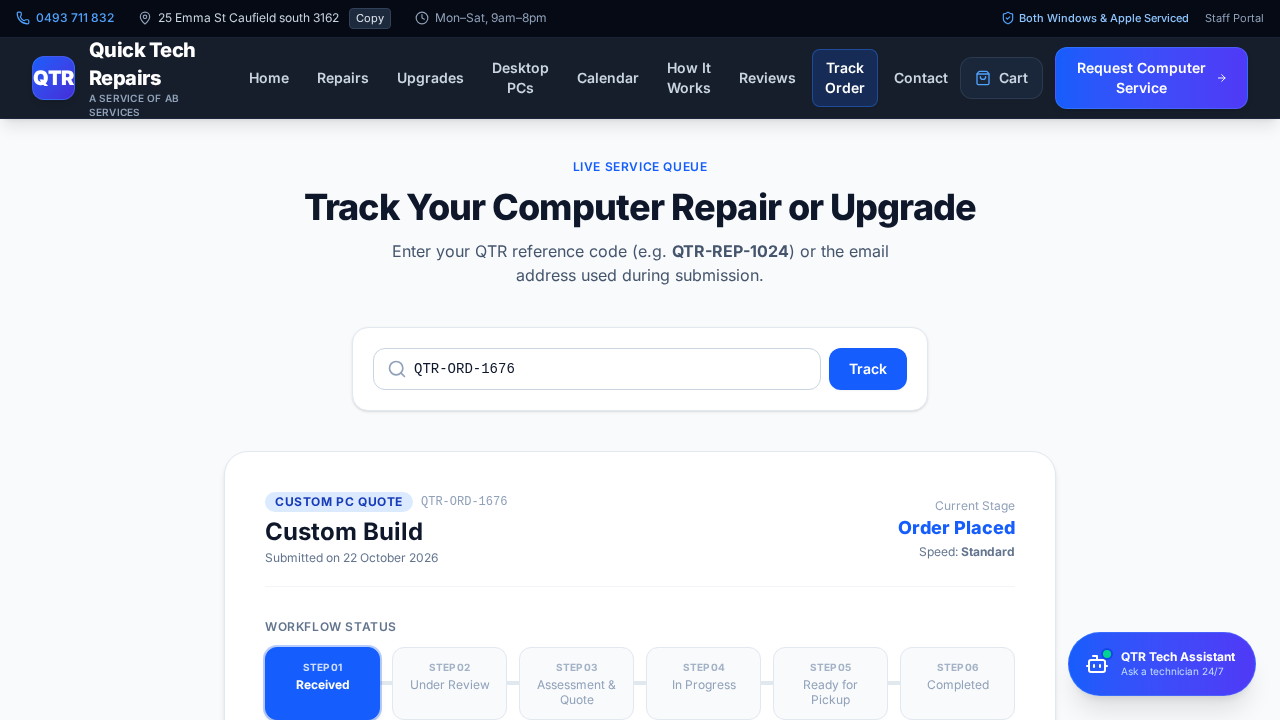 0493 711 832
25 Emma St Caufield south 3162
Copy
Mon–Sat, 9am–8pm
Both Windows & Apple Serviced
Staff Portal
QTR
Quick Tech
Repairs
A SERVICE OF AB
SERVICES
Home
Repairs
Upgrades
Desktop
PCs
Calendar
How It
Works
Reviews
Track
Order
Contact
Cart
Request Computer
Service
LIVE SERVICE QUEUE
Track Your Computer Repair or Upgrade
Enter your QTR reference code (e.g. QTR-REP-1024) or the email
address used during submission.
QTR-ORD-1676
Track
CUSTOM PC QUOTE QTR-ORD-1676
Custom Build
Submitted on 22 October 2026
Current Stage
Order Placed
Speed: Standard
WORKFLOW STATUS
STEP 01
Received
STEP 02
Under Review
STEP 03
Assessment &
Quote
STEP 04
In Progress
STEP 05
Ready for
Pickup
STEP 06
Completed
QTR Tech Assistant
Ask a technician 24/7